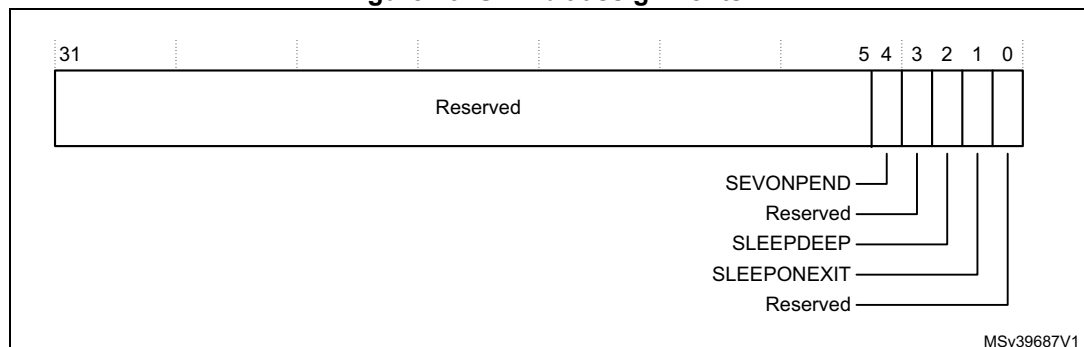 31 5 4 3 2 1 0
Reserved
SEVONPEND
Reserved
SLEEPDEEP
SLEEPONEXIT
Reserved
MSv39687V1